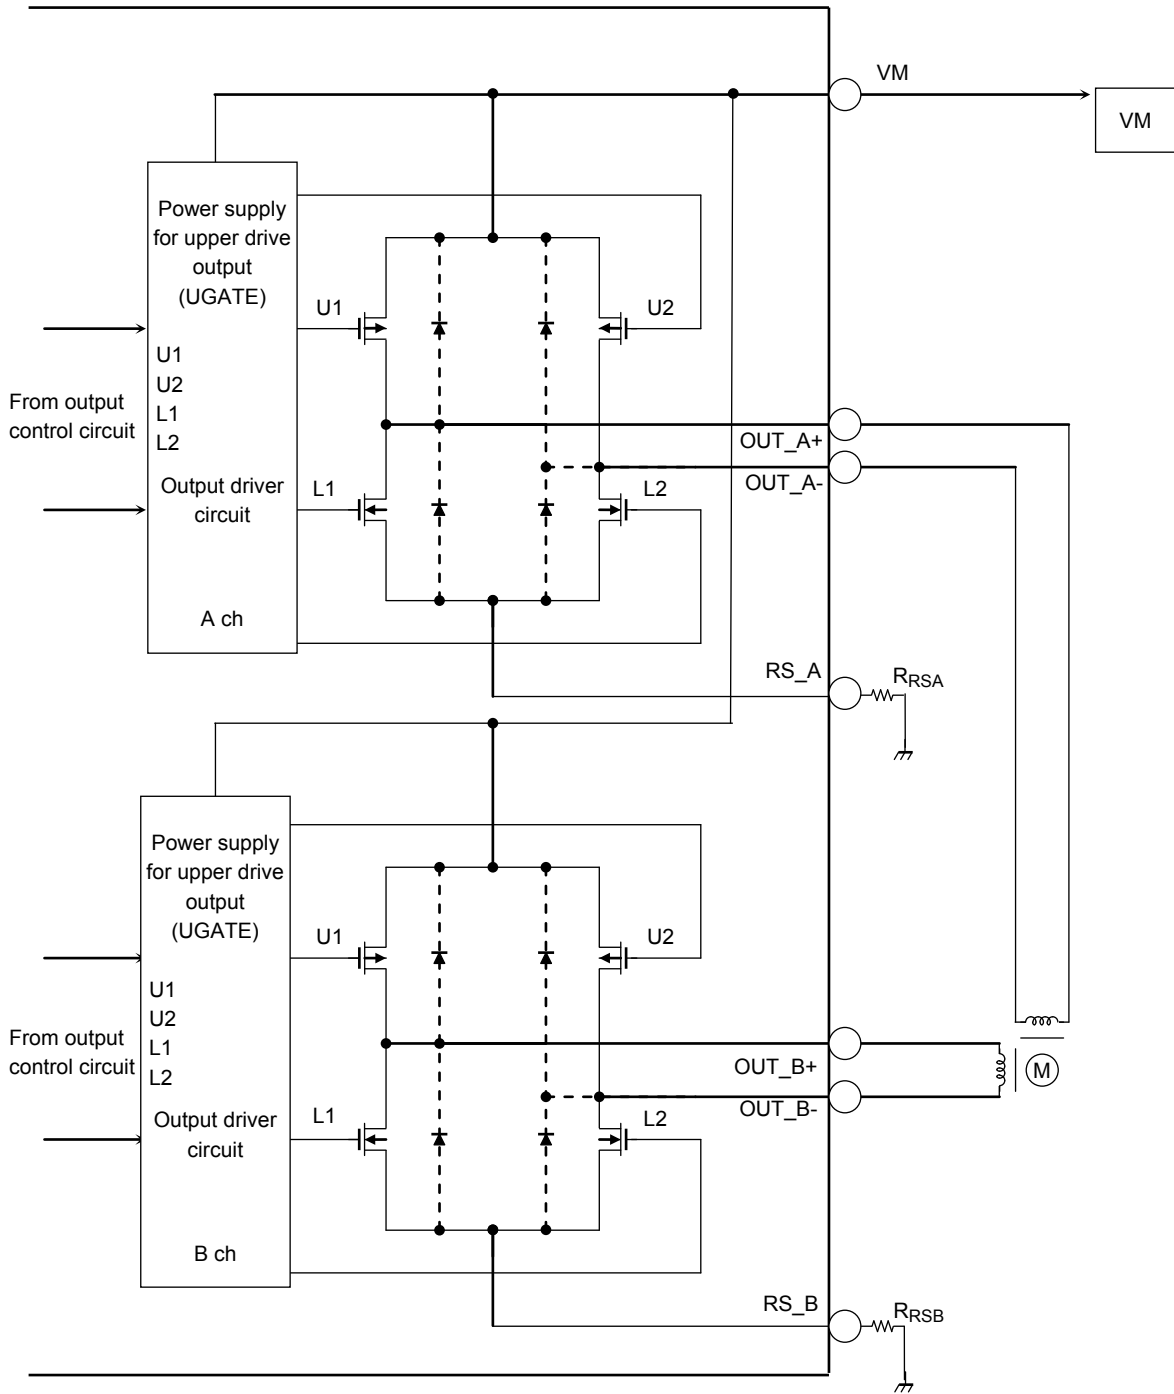 VM
VM
Power supply
for upper drive
output
(UGATE)
U1
U2
U1
U2
L1
L2
From output
control circuit
OUT_A+
OUT_A-
L1
L2
Output driver
circuit
A ch
RS_A
RRSA
Power supply
for upper drive
output
(UGATE)
U1
U2
U1
U2
L1
L2
From output
control circuit
OUT_B+
M
OUT_B-
L1
L2
Output driver
circuit
B ch
RS_B
RRSB